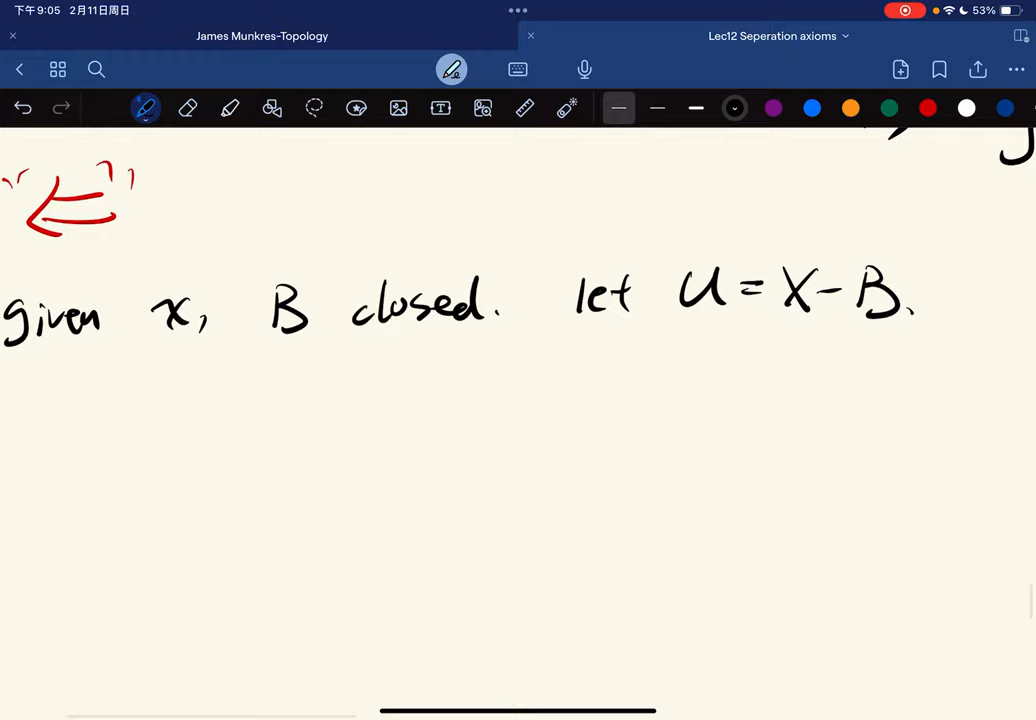 下午9:05 2月11日周日
53%
James Munkres-Topology
Lec12 Seperation axioms
"⇐"
given x, B closed. let U = X - B.